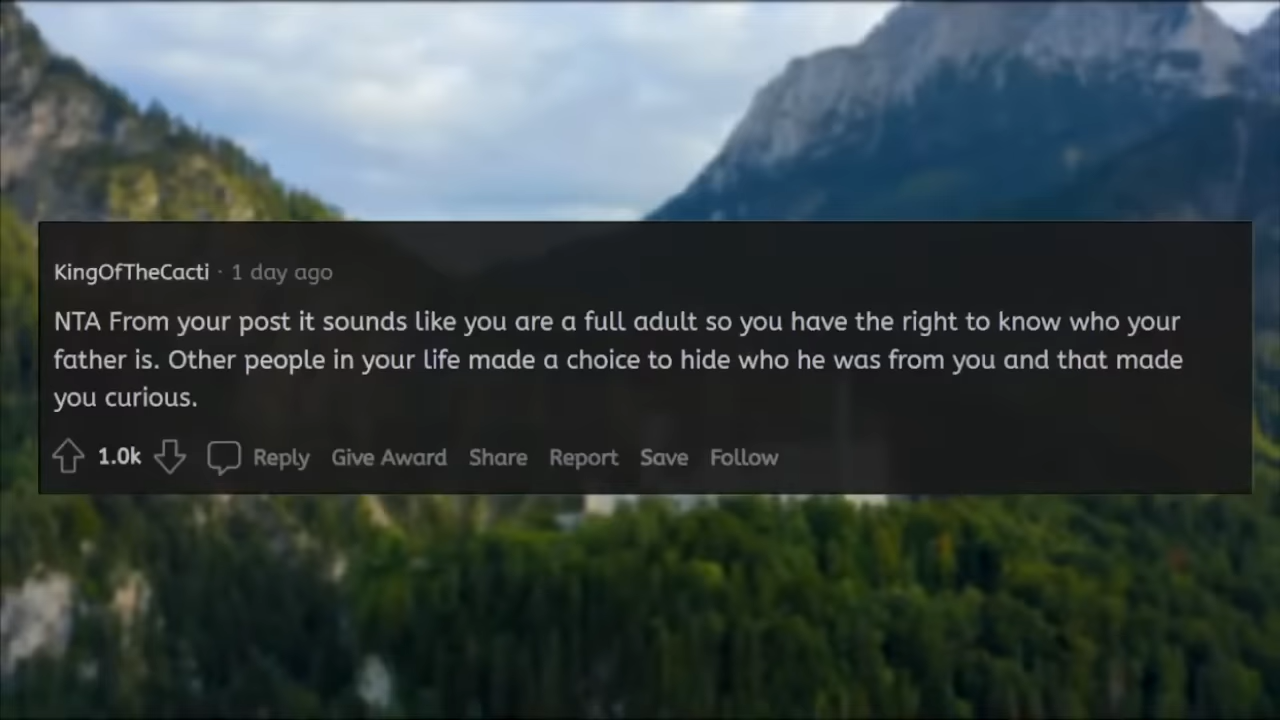 KingOfTheCacti · 1 day ago
NTA From your post it sounds like you are a full adult so you have the right to know who your
father is. Other people in your life made a choice to hide who he was from you and that made
you curious.
1.0k Reply Give Award Share Report Save Follow